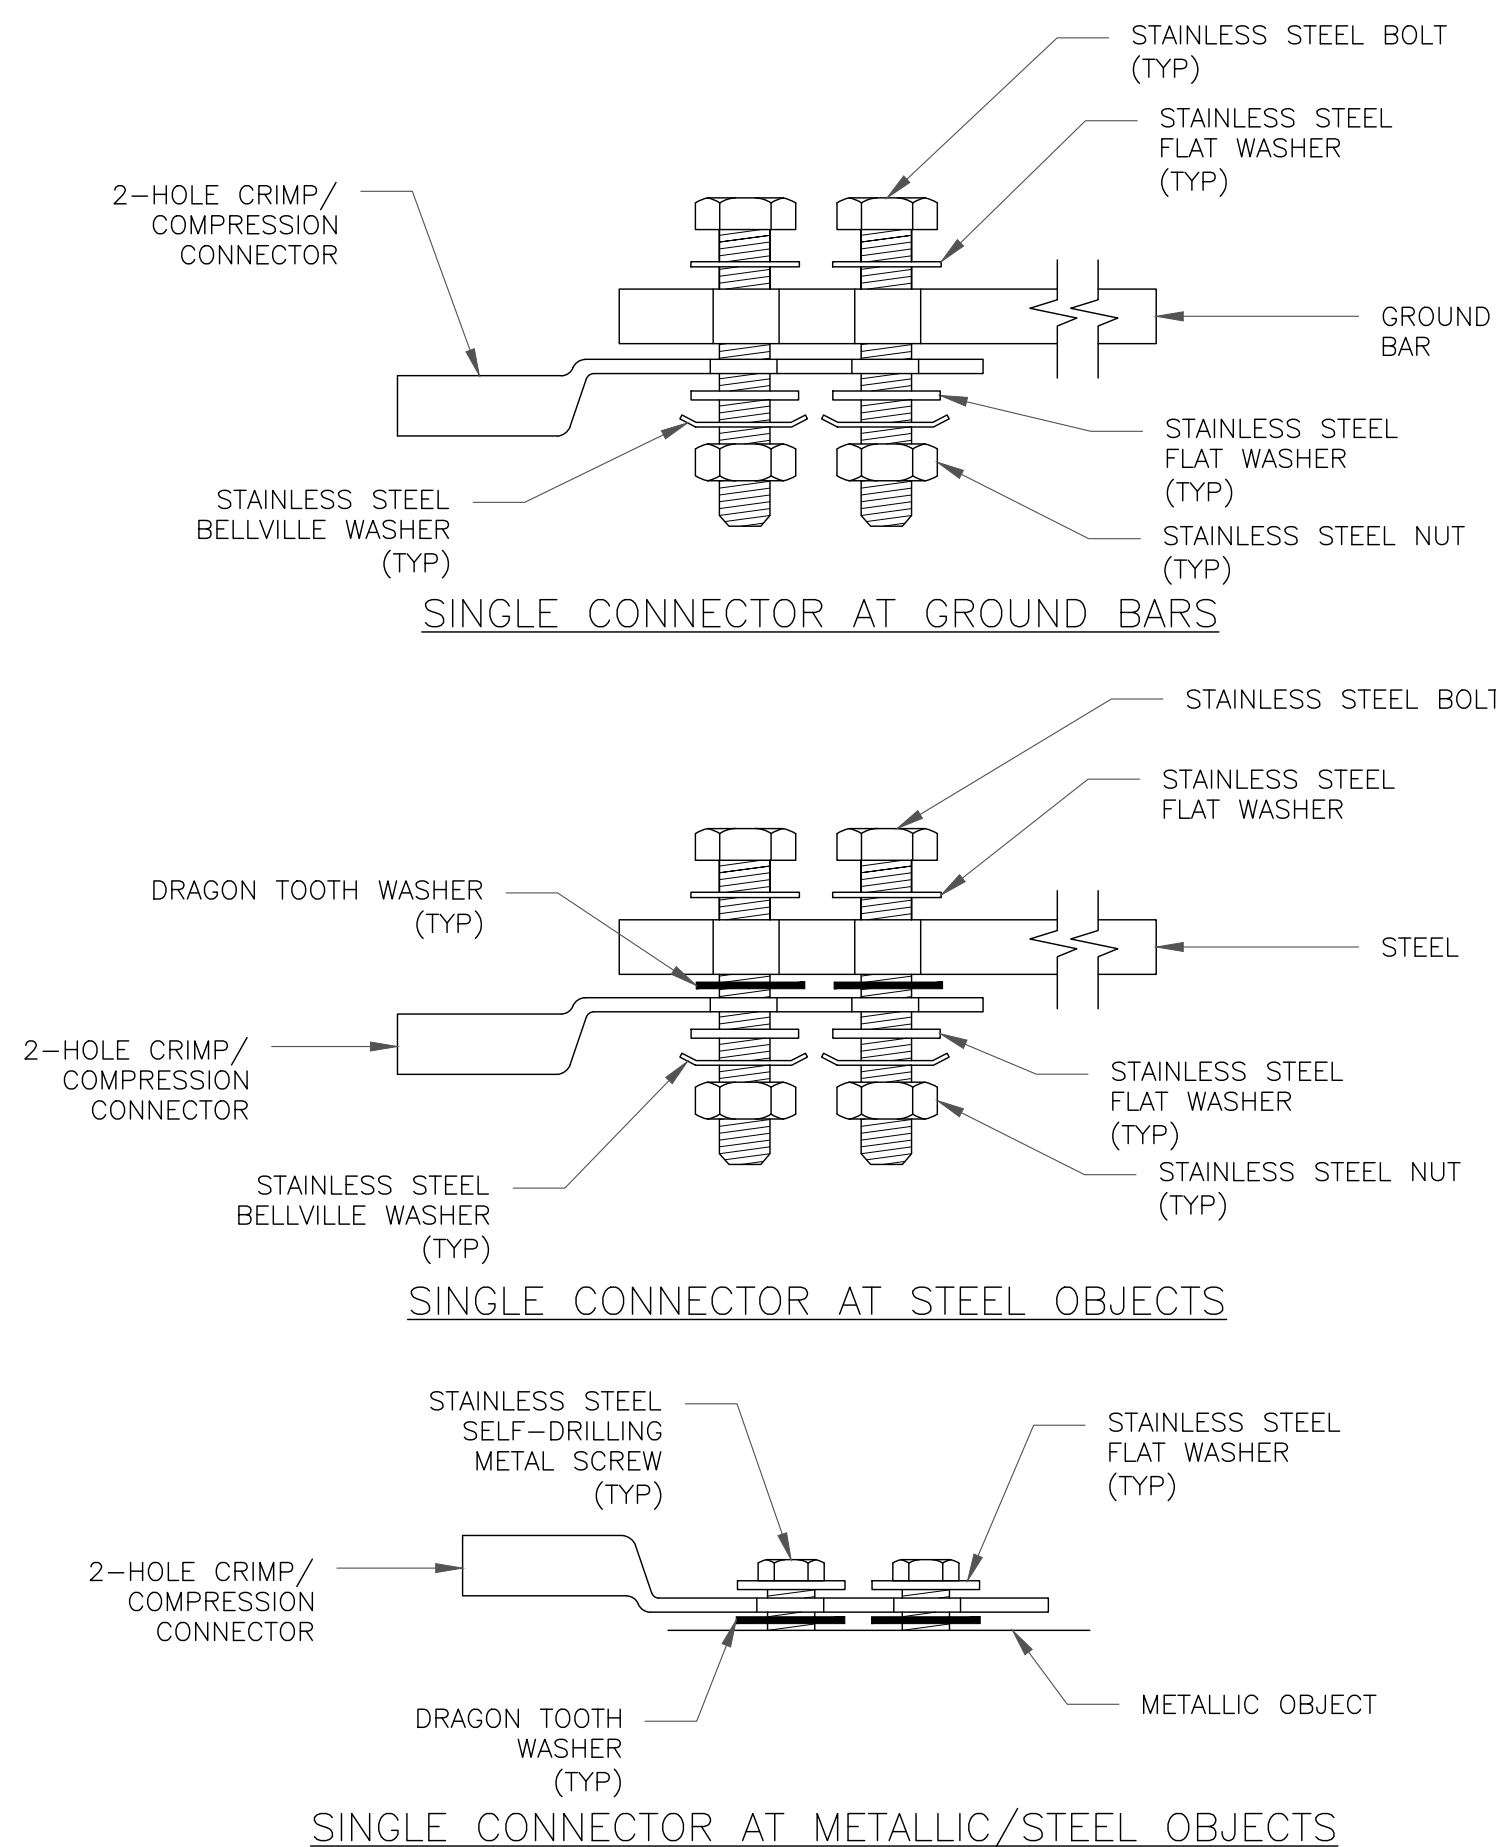 STAINLESS STEEL BOLT
(TYP)
STAINLESS STEEL
FLAT WASHER
(TYP)
2-HOLE CRIMP/
COMPRESSION
CONNECTOR
GROUND
BAR
STAINLESS STEEL
FLAT WASHER
(TYP)
STAINLESS STEEL
BELLVILLE WASHER
(TYP)
STAINLESS STEEL NUT
(TYP)
SINGLE CONNECTOR AT GROUND BARS
STAINLESS STEEL BOLT
STAINLESS STEEL
FLAT WASHER
DRAGON TOOTH WASHER
(TYP)
STEEL
2-HOLE CRIMP/
COMPRESSION
CONNECTOR
STAINLESS STEEL
FLAT WASHER
(TYP)
STAINLESS STEEL NUT
(TYP)
STAINLESS STEEL
BELLVILLE WASHER
(TYP)
SINGLE CONNECTOR AT STEEL OBJECTS
STAINLESS STEEL
SELF-DRILLING
METAL SCREW
(TYP)
STAINLESS STEEL
FLAT WASHER
(TYP)
2-HOLE CRIMP/
COMPRESSION
CONNECTOR
METALLIC OBJECT
DRAGON TOOTH
WASHER
(TYP)
SINGLE CONNECTOR AT METALLIC/STEEL OBJECTS